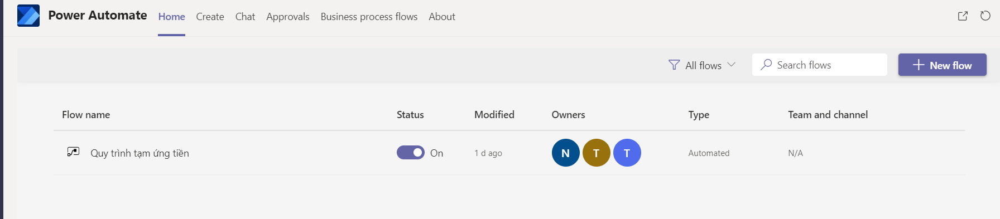 Power Automate Home Create Chat Approvals Business process flows About
All flows Search flows New flow
Flow name Status Modified Owners Type Team and channel
Quy trình tạm ứng tiền On 1 d ago N T T Automated N/A